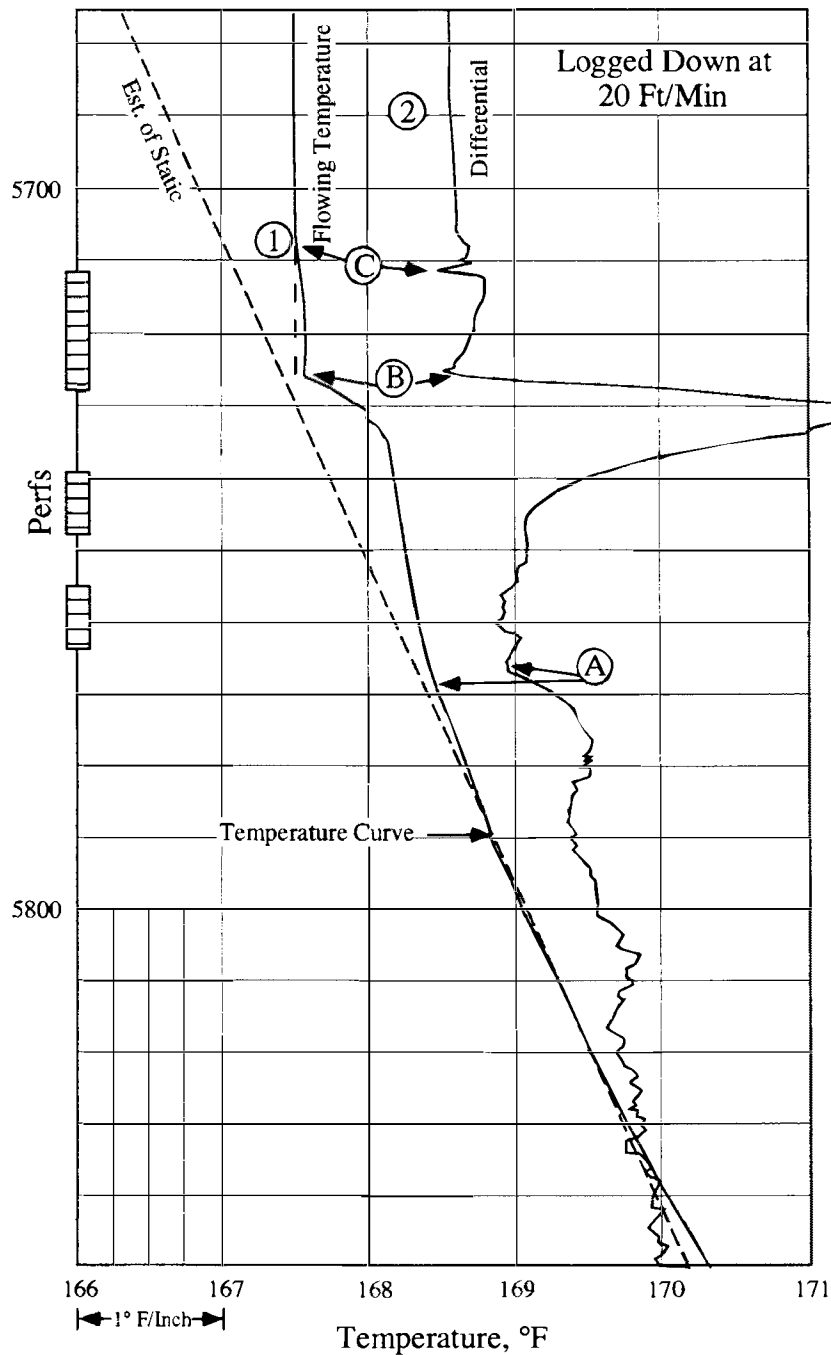 Logged Down at
20 Ft/Min
Est. of Static
Flowing Temperature
Differential
2
5700
1
C
B
Perfs
A
Temperature Curve
5800
166 167 168 169 170 171
1° F/Inch
Temperature, °F